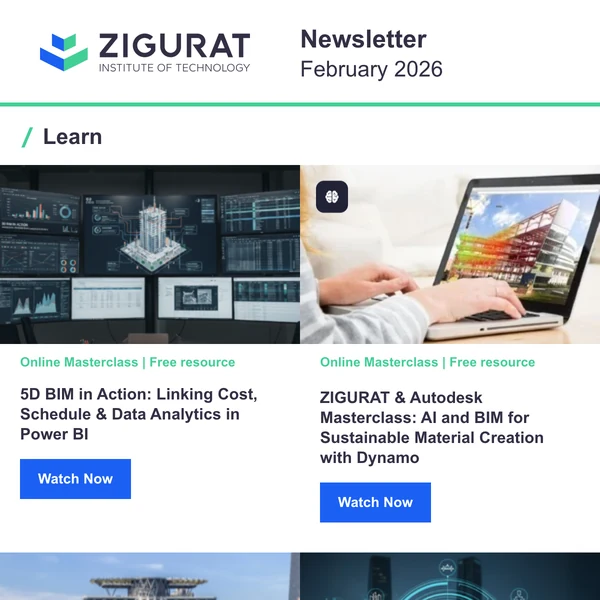 ZIGURAT
INSTITUTE OF TECHNOLOGY
Newsletter
February 2026
/ Learn
Online Masterclass | Free resource
5D BIM in Action: Linking Cost,
Schedule & Data Analytics in
Power BI
Watch Now
Online Masterclass | Free resource
ZIGURAT & Autodesk
Masterclass: AI and BIM for
Sustainable Material Creation
with Dynamo
Watch Now